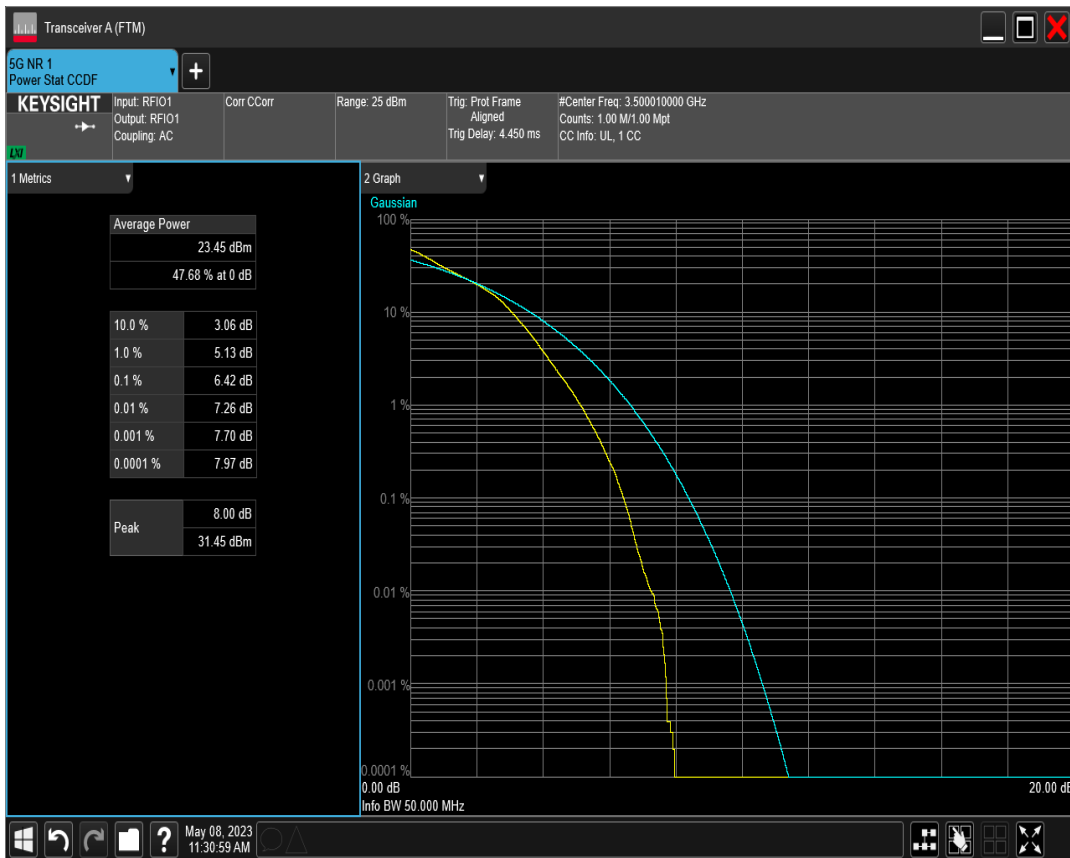 Transceiver A (FTM)
5G NR 1
Power Stat CCDF
+
KEYSIGHT
LXI
Input: RFIO1
Output: RFIO1
Coupling: AC
Corr CCorr
Range: 25 dBm
Trig: Prot Frame
Aligned
Trig Delay: 4.450 ms
#Center Freq: 3.500010000 GHz
Counts: 1.00 M/1.00 Mpt
CC Info: UL, 1 CC
1 Metrics
Average Power
23.45 dBm
47.68 % at 0 dB
10.0 % 3.06 dB
1.0 % 5.13 dB
0.1 % 6.42 dB
0.01 % 7.26 dB
0.001 % 7.70 dB
0.0001 % 7.97 dB
Peak
8.00 dB
31.45 dBm
2 Graph
Gaussian
100 %
10 %
1 %
0.1 %
0.01 %
0.001 %
0.0001 %
0.00 dB 20.00 dB
Info BW 50.000 MHz
?
May 08, 2023
11:30:59 AM